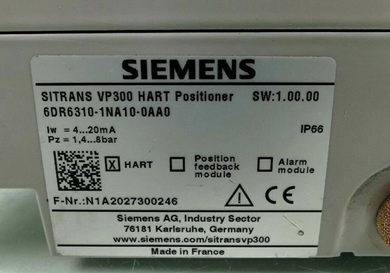 SIEMENS
SITRANS VP300 HART Positioner SW:1.00.00
6DR6310-1NA10-0AA0
Iw = 4...20mA IP66
Pz = 1,4...8bar
X HART Position feedback module Alarm module
F-Nr.:N1A2027300246 CE
Siemens AG, Industry Sector
76181 Karlsruhe, Germany
www.siemens.com/sitransvp300
Made in France